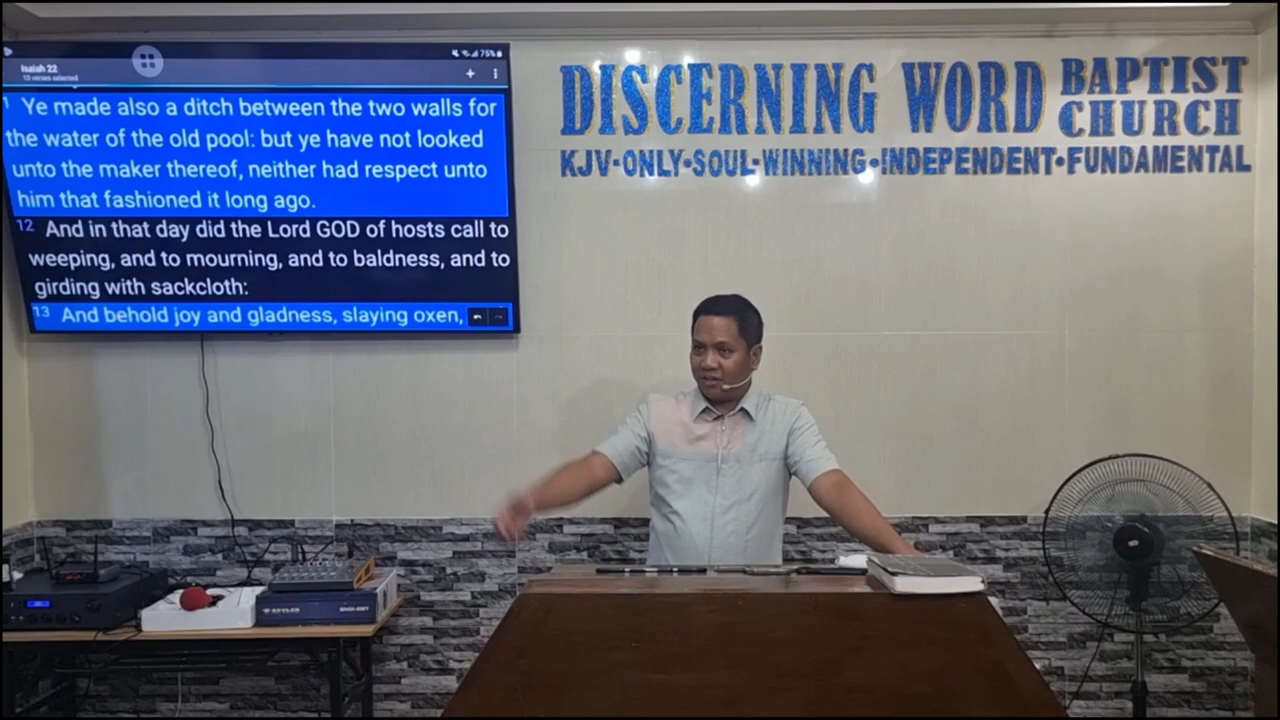 75%
Isaiah 22
10 verses selected
Ye made also a ditch between the two walls for
the water of the old pool: but ye have not looked
unto the maker thereof, neither had respect unto
him that fashioned it long ago.
12 And in that day did the Lord GOD of hosts call to
weeping, and to mourning, and to baldness, and to
girding with sackcloth:
13 And behold joy and gladness, slaying oxen,
DISCERNING WORD BAPTIST CHURCH
KJV-ONLY•SOUL-WINNING•INDEPENDENT•FUNDAMENTAL